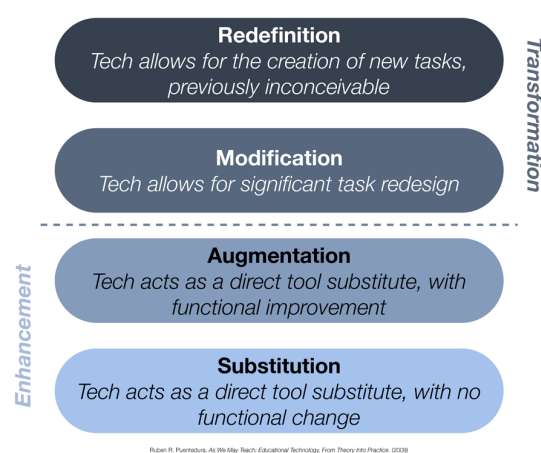 Redefinition
Tech allows for the creation of new tasks,
previously inconceivable
Modification
Tech allows for significant task redesign
Transformation
Augmentation
Tech acts as a direct tool substitute, with
functional improvement
Substitution
Tech acts as a direct tool substitute, with no
functional change
Enhancement
Ruben R. Puentedura, As We May Teach: Educational Technology, From Theory Into Practice. (2009)